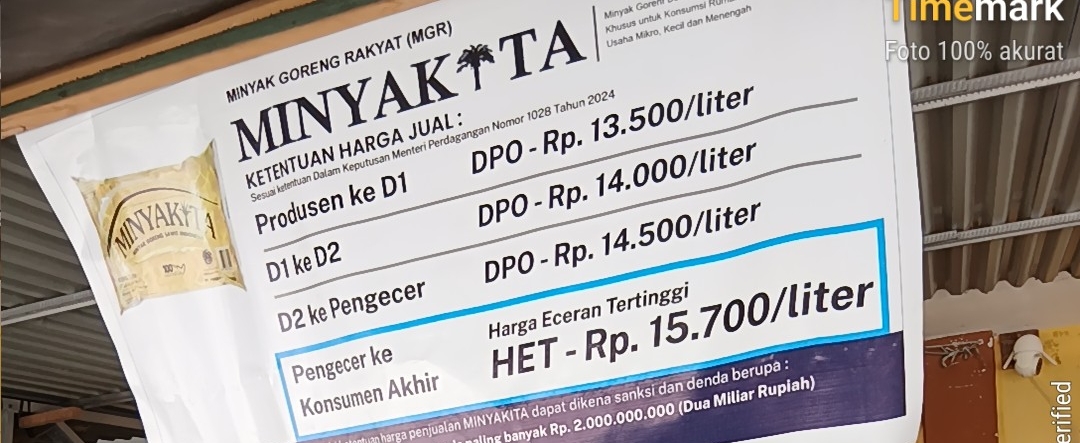 Timemark
Foto 100% akurat
MINYAK GORENG RAKYAT (MGR)
MINYAKITA
Minyak Goreng
Khusus untuk Konsumsi
Usaha Mikro, Kecil dan Menengah
KETENTUAN HARGA JUAL :
Sesuai ketentuan Dalam Keputusan Menteri Perdagangan Nomor 1028 Tahun 2024
Produsen ke D1 DPO - Rp. 13.500/liter
D1 ke D2 DPO - Rp. 14.000/liter
D2 ke Pengecer DPO - Rp. 14.500/liter
Pengecer ke
Konsumen Akhir
Harga Eceran Tertinggi
HET - Rp. 15.700/liter
harga penjualan MINYAKITA dapat dikena sanksi dan denda berupa :
paling banyak Rp. 2.000.000.000 (Dua Miliar Rupiah)
MINYAKITA
erified